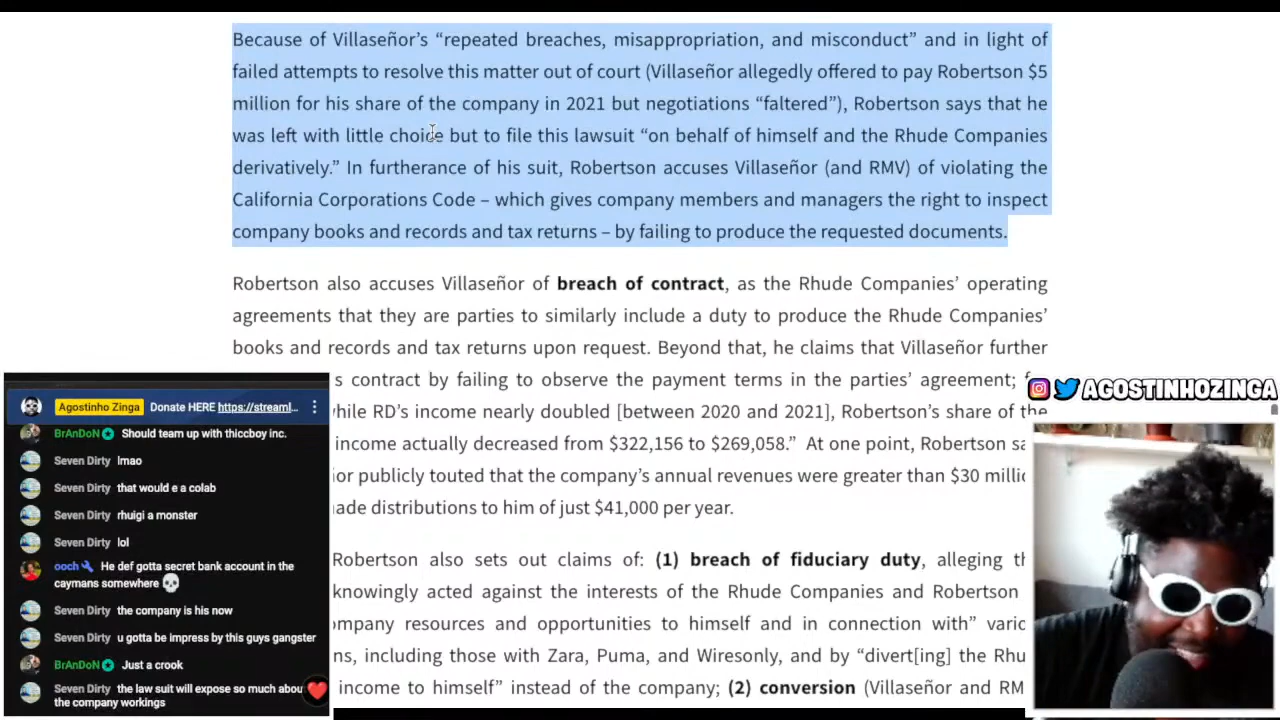 Because of Villaseñor’s “repeated breaches, misappropriation, and misconduct” and in light of
failed attempts to resolve this matter out of court (Villaseñor allegedly offered to pay Robertson $5
million for his share of the company in 2021 but negotiations “faltered”), Robertson says that he
was left with little choice but to file this lawsuit “on behalf of himself and the Rhude Companies
derivatively.” In furtherance of his suit, Robertson accuses Villaseñor (and RMV) of violating the
California Corporations Code – which gives company members and managers the right to inspect
company books and records and tax returns – by failing to produce the requested documents.
Robertson also accuses Villaseñor of breach of contract, as the Rhude Companies’ operating
agreements that they are parties to similarly include a duty to produce the Rhude Companies’
books and records and tax returns upon request. Beyond that, he claims that Villaseñor further
s contract by failing to observe the payment terms in the parties’ agreement;
hile RD’s income nearly doubled [between 2020 and 2021], Robertson’s share of the
income actually decreased from $322,156 to $269,058.” At one point, Robertson sa
ior publicly touted that the company’s annual revenues were greater than $30 millio
ade distributions to him of just $41,000 per year.
Robertson also sets out claims of: (1) breach of fiduciary duty, alleging th
knowingly acted against the interests of the Rhude Companies and Robertson
ompany resources and opportunities to himself and in connection with” vario
ns, including those with Zara, Puma, and Wiresonly, and by “divert[ing] the Rhu
income to himself” instead of the company; (2) conversion (Villaseñor and RM
Agostinho Zinga Donate HERE https://streaml...
BrAnDoN Should team up with thiccboy inc.
Seven Dirty lmao
Seven Dirty that would e a colab
Seven Dirty rhuigi a monster
Seven Dirty lol
ooch He def gotta secret bank account in the
caymans somewhere 💀
Seven Dirty the company is his now
Seven Dirty u gotta be impress by this guys gangster
BrAnDoN Just a crook
Seven Dirty the law suit will expose so much abou
the company workings
AGOSTINHOZINGA